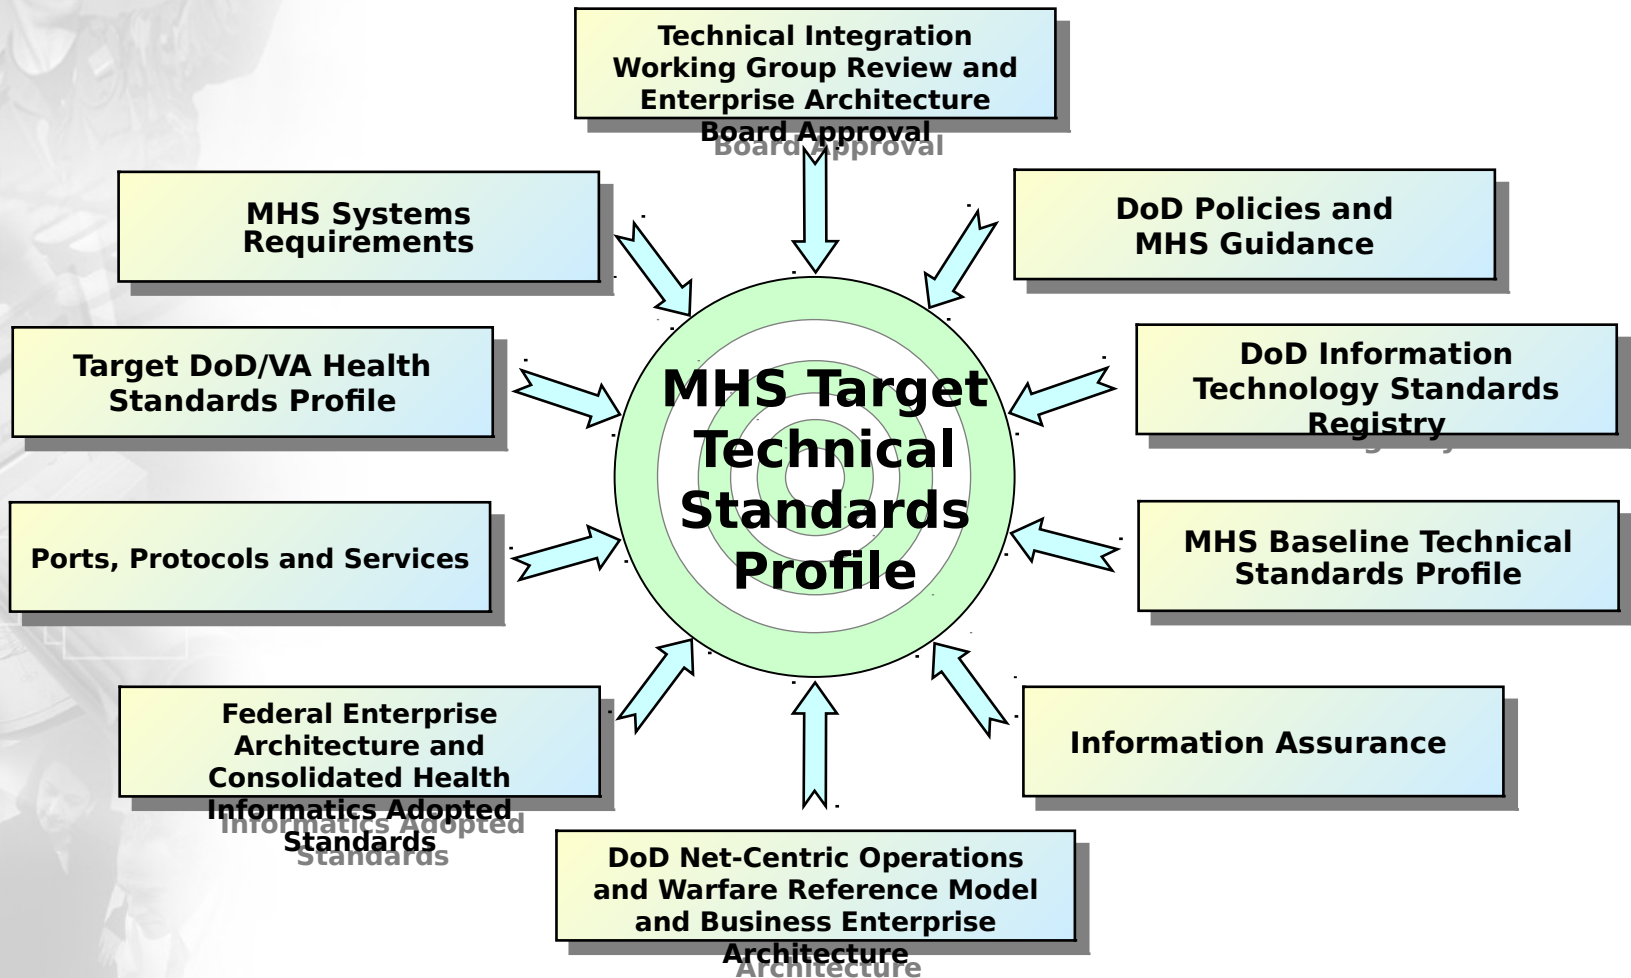 Technical Integration
Working Group Review and
Enterprise Architecture
Board Approval
MHS Systems
Requirements
DoD Policies and
MHS Guidance
Target DoD/VA Health
Standards Profile
DoD Information
Technology Standards
Registry
MHS Target
Technical
Standards
Profile
Ports, Protocols and Services
MHS Baseline Technical
Standards Profile
Federal Enterprise
Architecture and
Consolidated Health
Informatics Adopted
Standards
Information Assurance
DoD Net-Centric Operations
and Warfare Reference Model
and Business Enterprise
Architecture